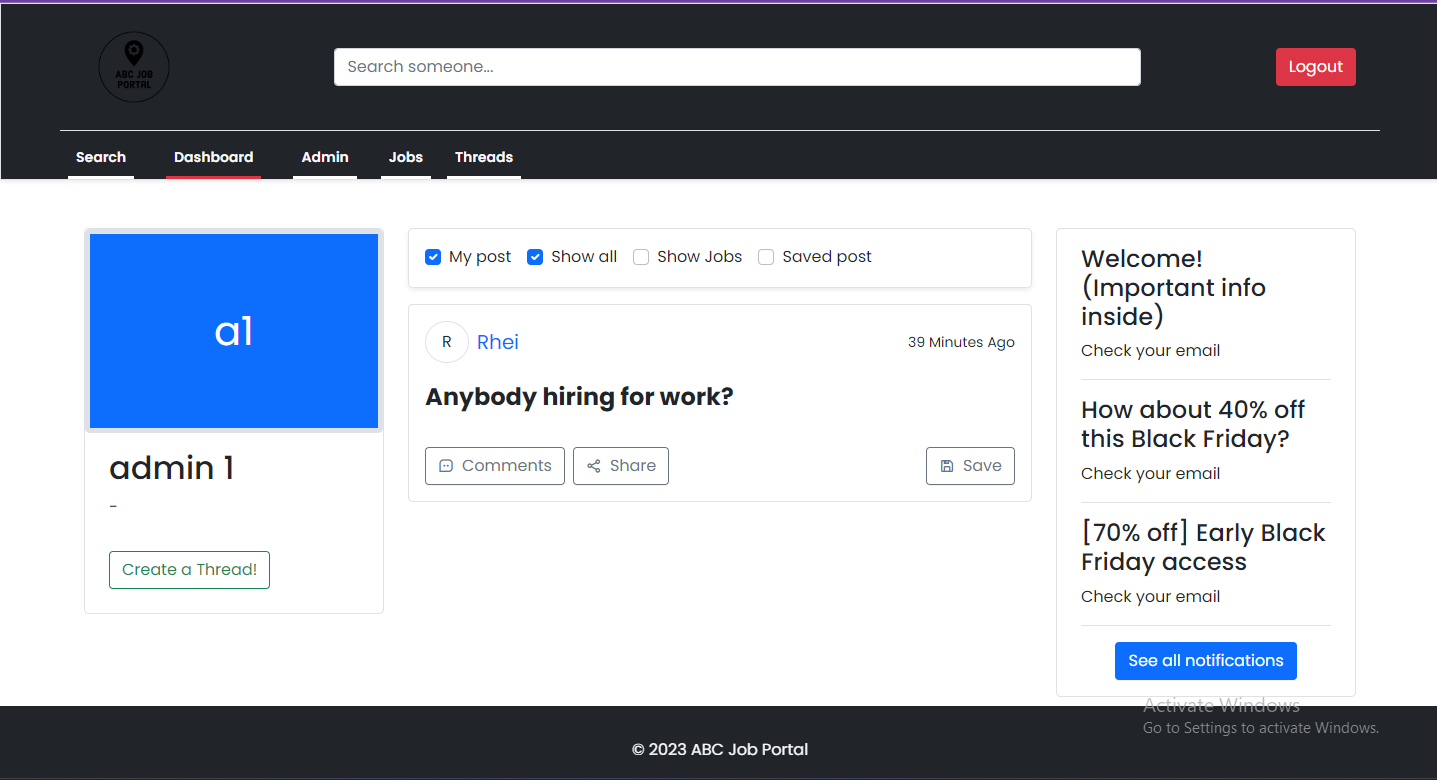 ABC JOB
PORTAL
Search someone...
Logout
Search
Dashboard
Admin
Jobs
Threads
a1
admin 1
-
Create a Thread!
My post
Show all
Show Jobs
Saved post
R
Rhei
39 Minutes Ago
Anybody hiring for work?
Comments
Share
Save
Welcome!
(Important info
inside)
Check your email
How about 40% off
this Black Friday?
Check your email
[70% off] Early Black
Friday access
Check your email
See all notifications
Activate Windows
Go to Settings to activate Windows.
© 2023 ABC Job Portal